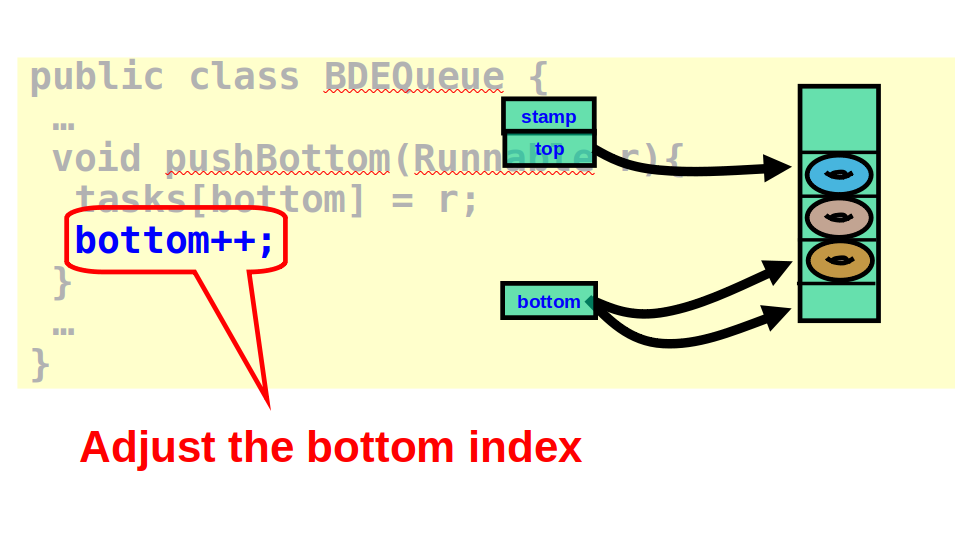 public class BDEQueue {
…
void pushBottom(Runnable r){
tasks[bottom] = r;
bottom++;
}
…
}
stamp
top
bottom
Adjust the bottom index